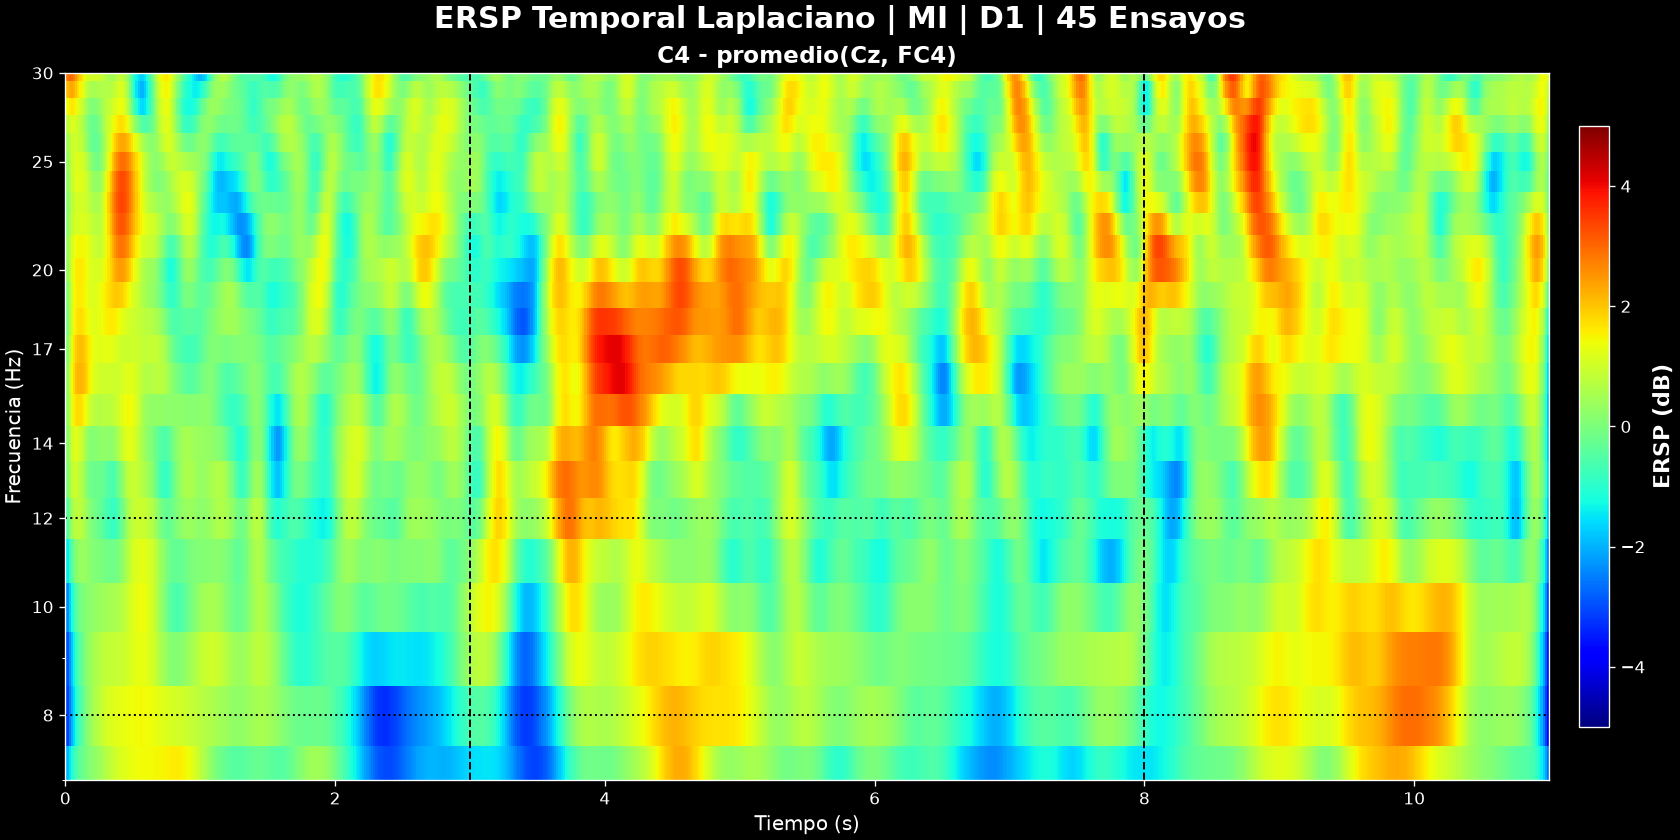 ERSP Temporal Laplaciano | MI | D1 | 45 Ensayos
C4 - promedio(Cz, FC4)
Frecuencia (Hz)
30
25
20
17
14
12
10
8
0 2 4 6 8 10
Tiempo (s)
4
2
0
−2
−4
ERSP (dB)